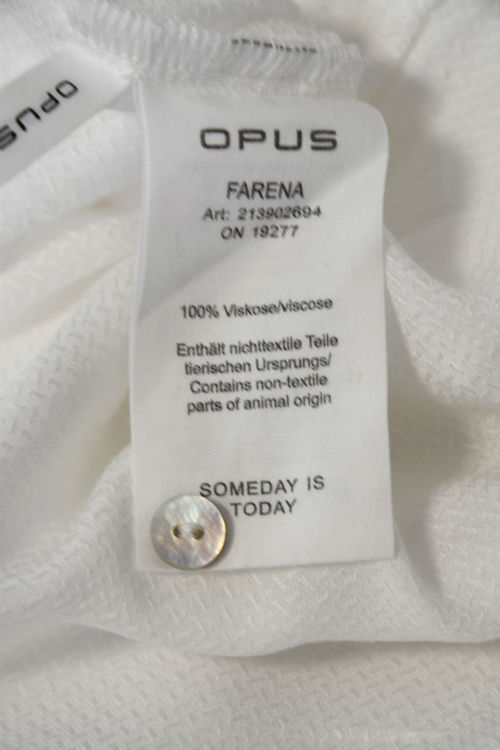 OPUS
OPUS
FARENA
Art: 213902694
ON 19277
100% Viskose/viscose
Enthält nichttextile Teile
tierischen Ursprungs/
Contains non-textile
parts of animal origin
SOMEDAY IS
TODAY